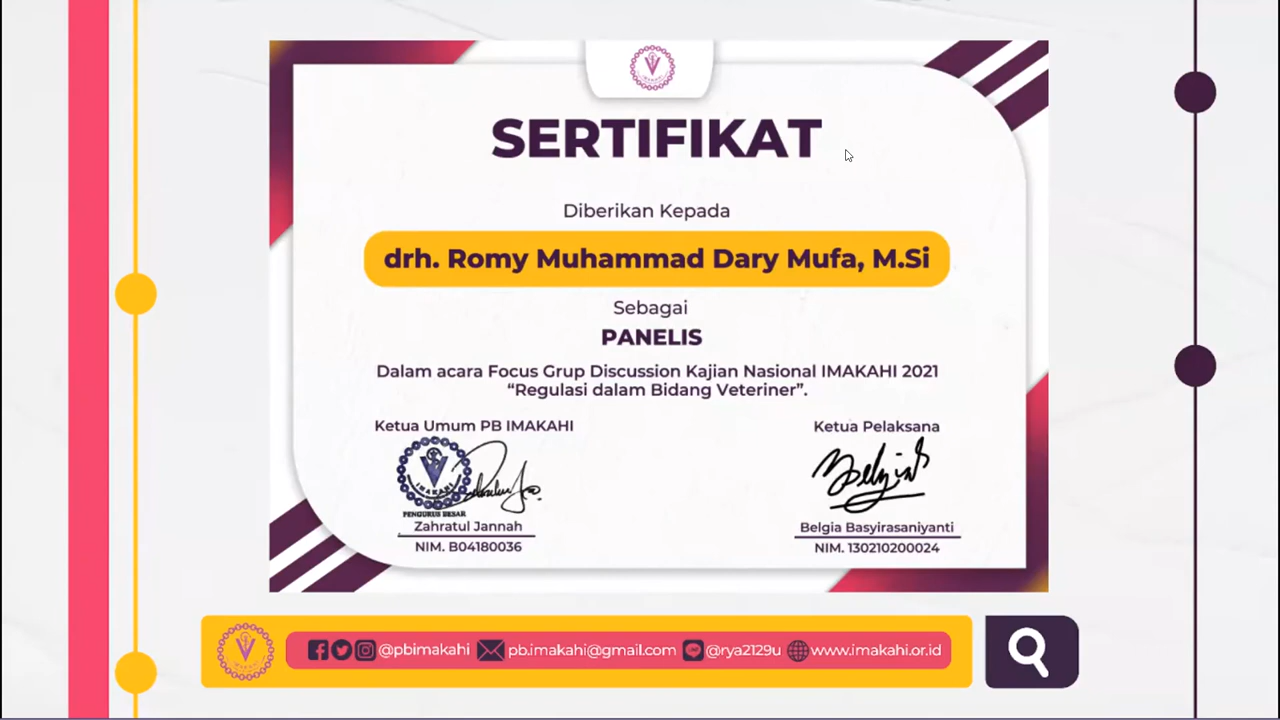 SERTIFIKAT
Diberikan Kepada
drh. Romy Muhammad Dary Mufa, M.Si
Sebagai
PANELIS
Dalam acara Focus Grup Discussion Kajian Nasional IMAKAHI 2021
“Regulasi dalam Bidang Veteriner”.
Ketua Umum PB IMAKAHI
IMAKAHI
PENGURUS BESAR
Zahratul Jannah
NIM. B04180036
Ketua Pelaksana
Belgia Basyirasaniyanti
NIM. 130210200024
@pbimakahi pb.imakahi@gmail.com @rya2129u www.imakahi.or.id